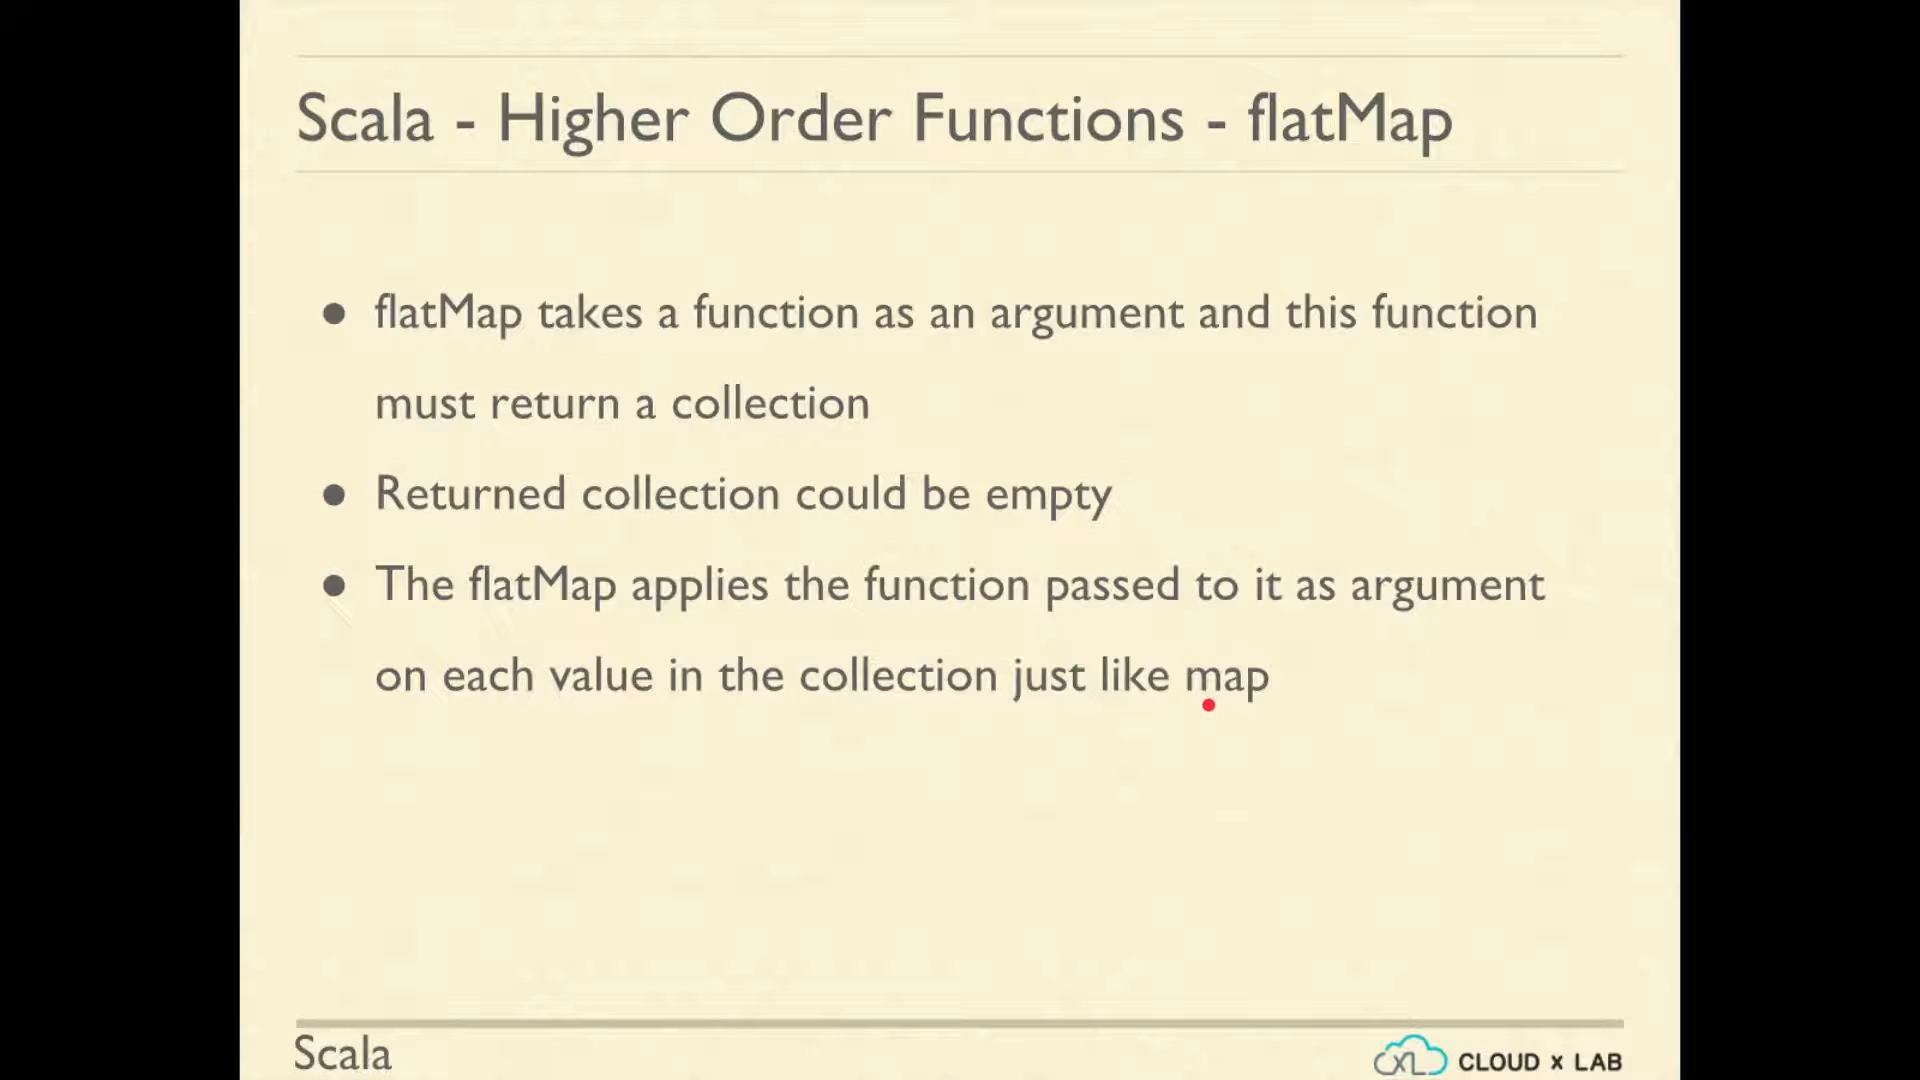 Scala - Higher Order Functions - flatMap
● flatMap takes a function as an argument and this function
must return a collection
● Returned collection could be empty
● The flatMap applies the function passed to it as argument
on each value in the collection just like map
Scala
CXL CLOUD x LAB